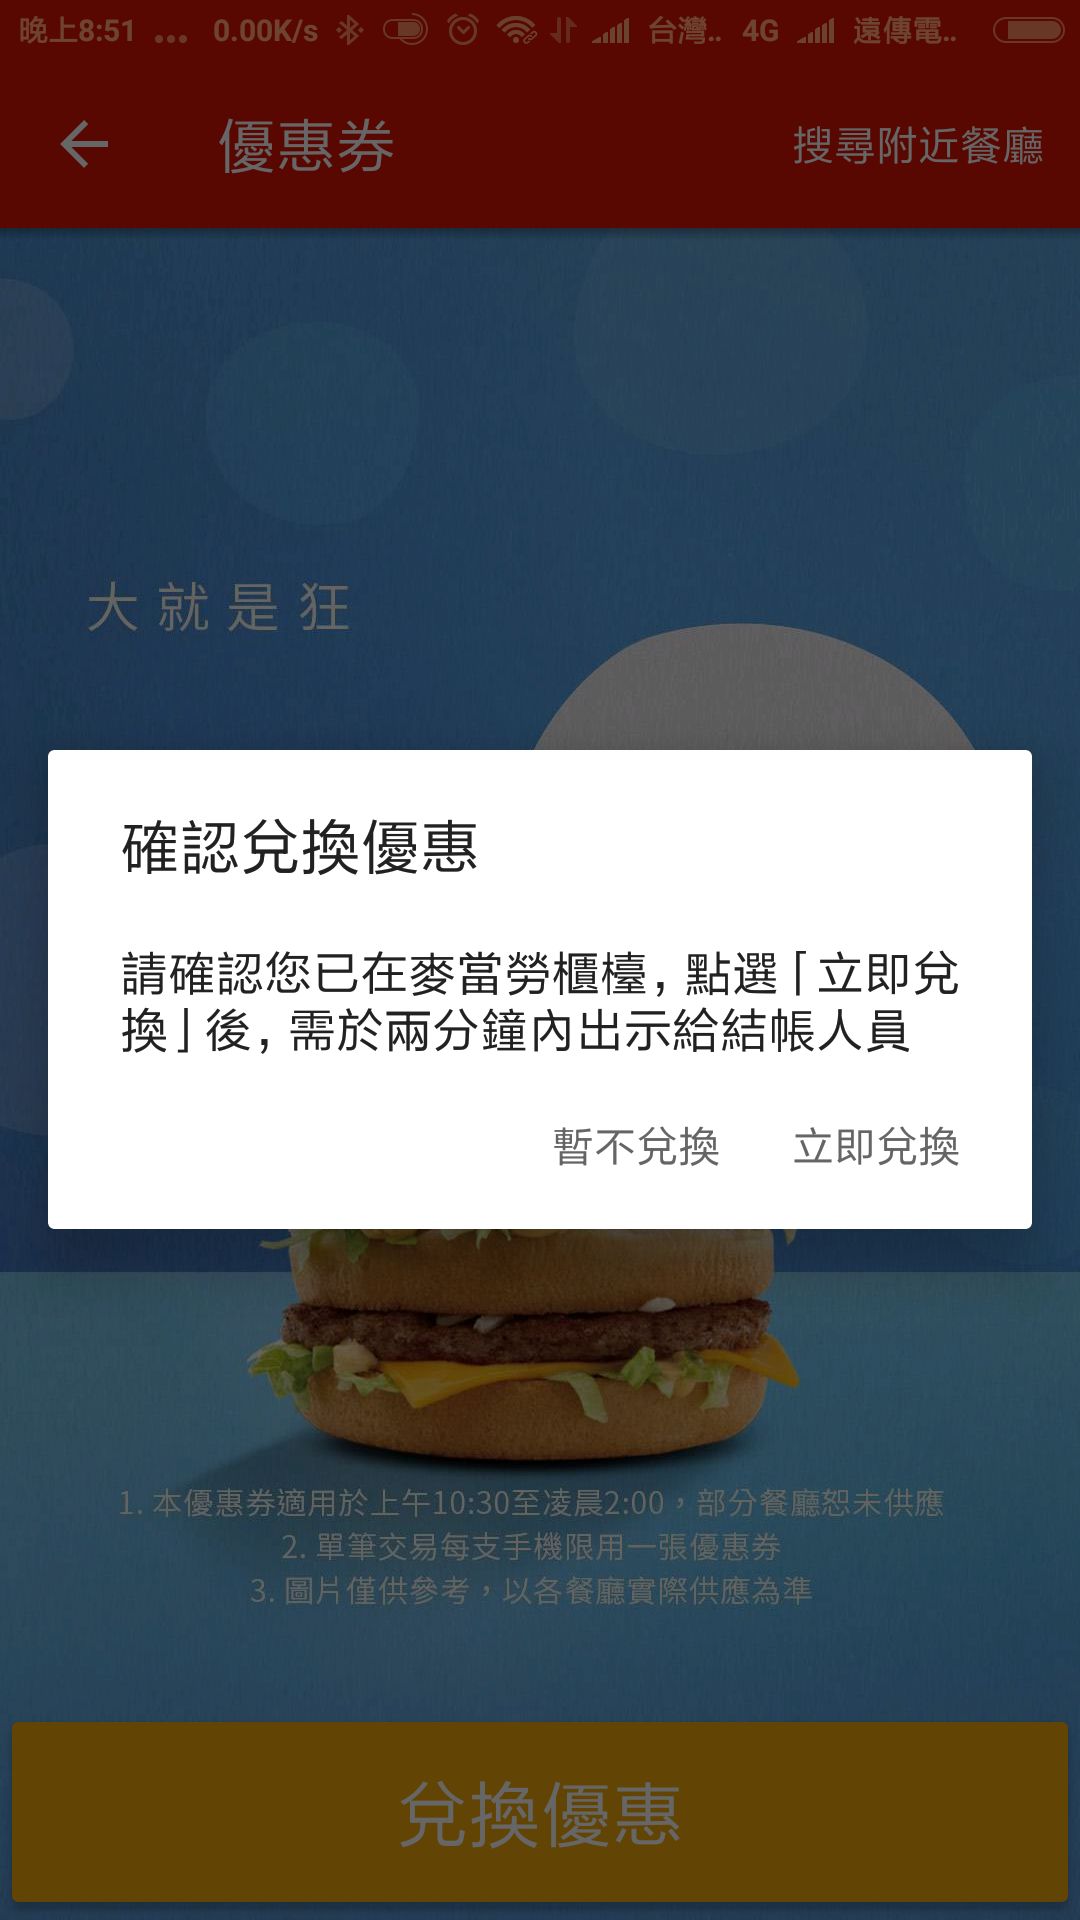 晚上8:51 ... 0.00K/s 台灣.. 4G 遠傳電..
優惠券 搜尋附近餐廳
大就是狂
確認兌換優惠
請確認您已在麥當勞櫃檯，點選「立即兌
換」後，需於兩分鐘內出示給結帳人員
暫不兌換 立即兌換
1. 本優惠券適用於上午10:30至凌晨2:00，部分餐廳恕未供應
2. 單筆交易每支手機限用一張優惠券
3. 圖片僅供參考，以各餐廳實際供應為準
兌換優惠